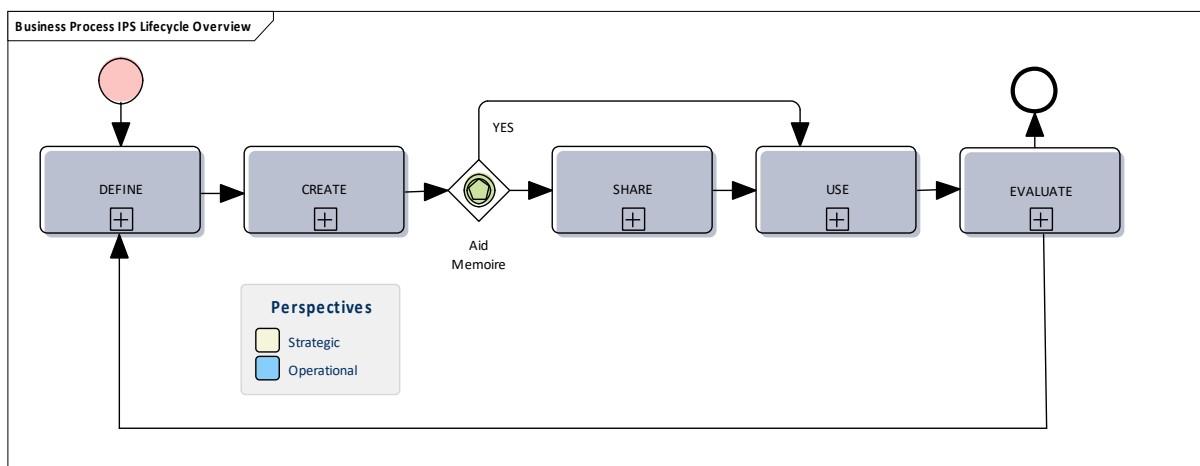 Business Process IPS Lifecycle Overview
YES
DEFINE
CREATE
SHARE
USE
EVALUATE
Aid
Memoire
Perspectives
Strategic
Operational